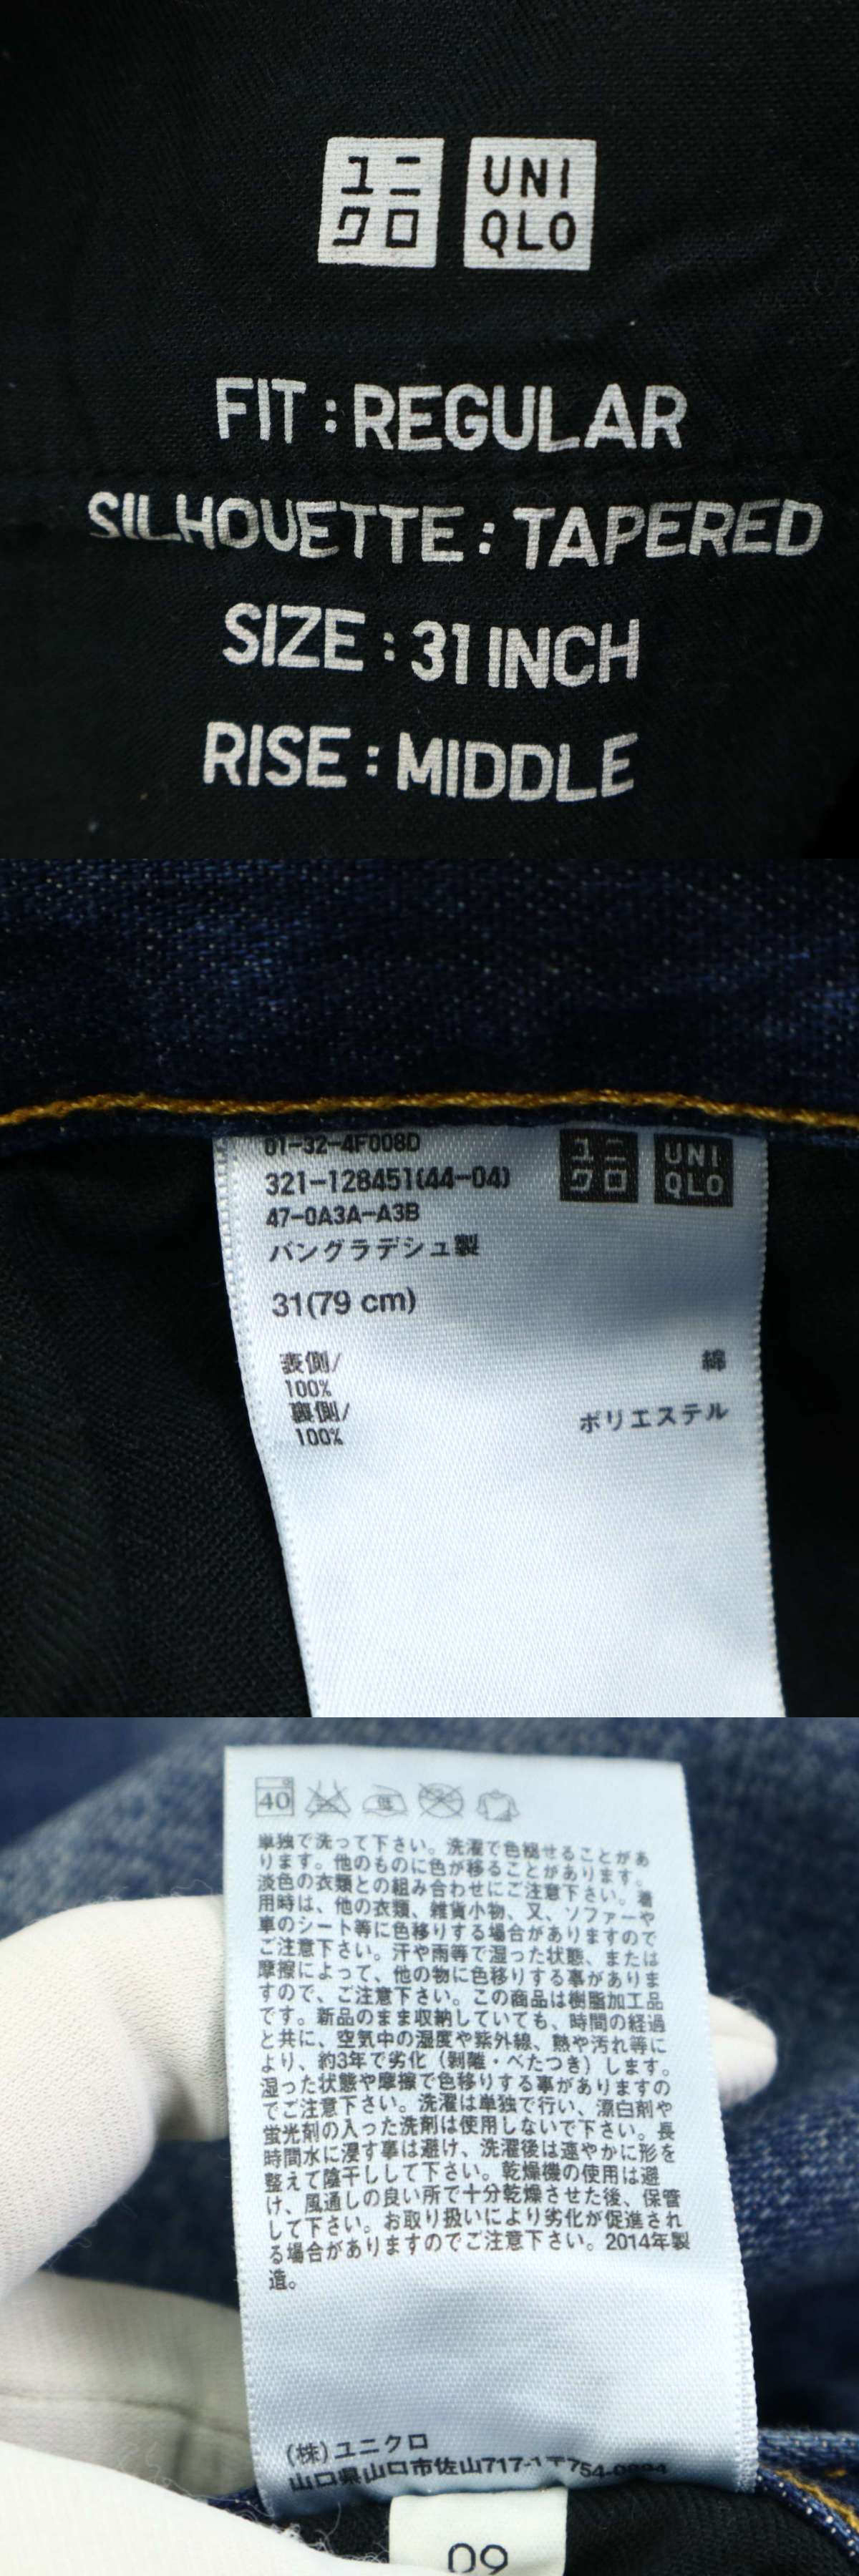 ユニ
クロ
UNI
QLO
FIT : REGULAR
SILHOUETTE : TAPERED
SIZE : 31 INCH
RISE : MIDDLE
01-32-4F008D
321-128451(44-04)
47-0A3A-A3B
バングラデシュ製
ユニ
クロ
UNI
QLO
31(79 cm)
表側/ 綿
100%
裏側/ ポリエステル
100%
40 低
単独で洗って下さい。洗濯で色褪せることがあ
ります。他のものに色が移ることがあります。
淡色の衣類との組み合わせにご注意下さい。着
用時は、他の衣類、雑貨小物、又、ソファーや
車のシート等に色移りする場合がありますので
ご注意下さい。汗や雨等で湿った状態、または
摩擦によって、他の物に色移りする事がありま
すので、ご注意下さい。この商品は樹脂加工品
です。新品のまま収納していても、時間の経過
と共に、空気中の湿度や紫外線、熱や汚れ等に
より、約3年で劣化（剥離・べたつき）します。
湿った状態や摩擦で色移りする事がありますの
でご注意下さい。洗濯は単独で行い、漂白剤や
蛍光剤の入った洗剤は使用しないで下さい。長
時間水に浸す事は避け、洗濯後は速やかに形を
整えて陰干しして下さい。乾燥機の使用は避
け、風通しの良い所で十分乾燥させた後、保管
して下さい。お取り扱いにより劣化が促進され
る場合がありますのでご注意下さい。2014年製
造。
(株)ユニクロ
山口県山口市佐山717-1 〒754-0894
09